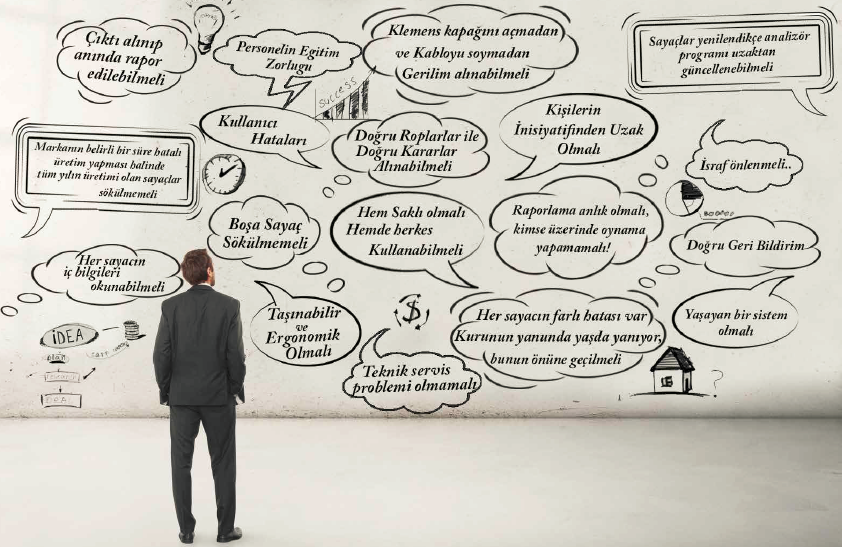 Çıktı alınıp
anında rapor
edilebilmeli
Personelin Egitim
Zorlugu
Klemens kapağını açmadan
ve Kabloyu soymadan
Gerilim alınabilmeli
Sayaçlar yenilendikçe analizör
programı uzaktan
güncellenebilmeli
success
Kullanıcı
Hataları
Doğru Roplarlar ile
Doğru Kararlar
Alınabilmeli
Kişilerin
İnisiyatifinden Uzak
Olmalı
Markanın belirli bir süre hatalı
üretim yapması halinde
tüm yılın üretimi olan sayaçlar
sökülmemeli
İsraf önlenmeli..
Boşa Sayaç
Sökülmemeli
Hem Saklı olmalı
Hemde herkes
Kullanabilmeli
Raporlama anlık olmalı,
kimse üzerinde oynama
yapamamalı!
Doğru Geri Bildirim
Her sayacın
iç bilgileri
okunabilmeli
Taşınabilir
ve
Ergonomik
Olmalı
$
Her sayacın farlı hatası var
Kurunun yanında yaşda yanıyor,
bunun önüne geçilmeli
Yaşayan bir sistem
olmalı
Teknik servis
problemi olmamalı
İDEA
plan
?